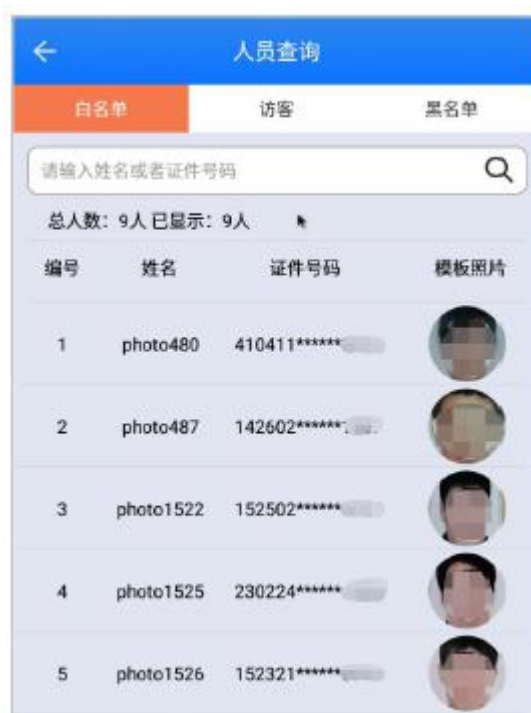 人员查询
白名单 访客 黑名单
请输入姓名或者证件号码
总人数：9人 已显示：9人
编号 姓名 证件号码 模板照片
1 photo480 410411******
2 photo487 142602******
3 photo1522 152502******
4 photo1525 230224******
5 photo1526 152321******